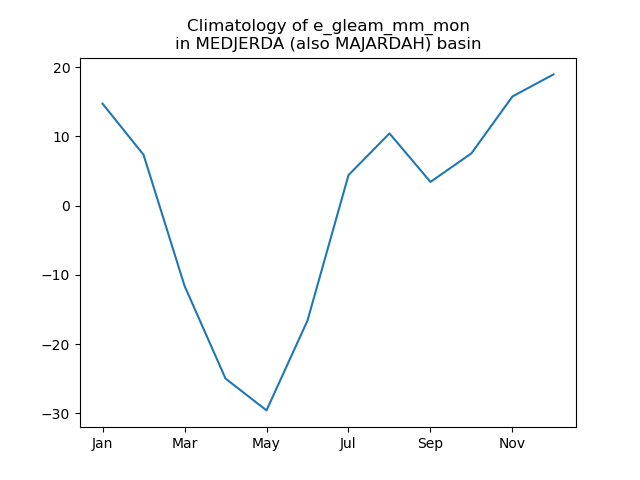 Climatology of e_gleam_mm_mon
in MEDJERDA (also MAJARDAH) basin
20
10
0
−10
−20
−30
Jan Mar May Jul Sep Nov